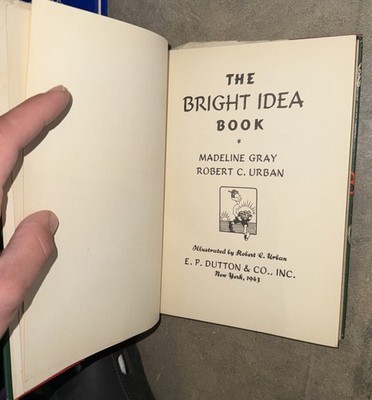 THE
BRIGHT IDEA
BOOK
MADELINE GRAY
ROBERT C. URBAN
Illustrated by Robert C. Urban
E. P. DUTTON & CO., INC.
New York, 1943